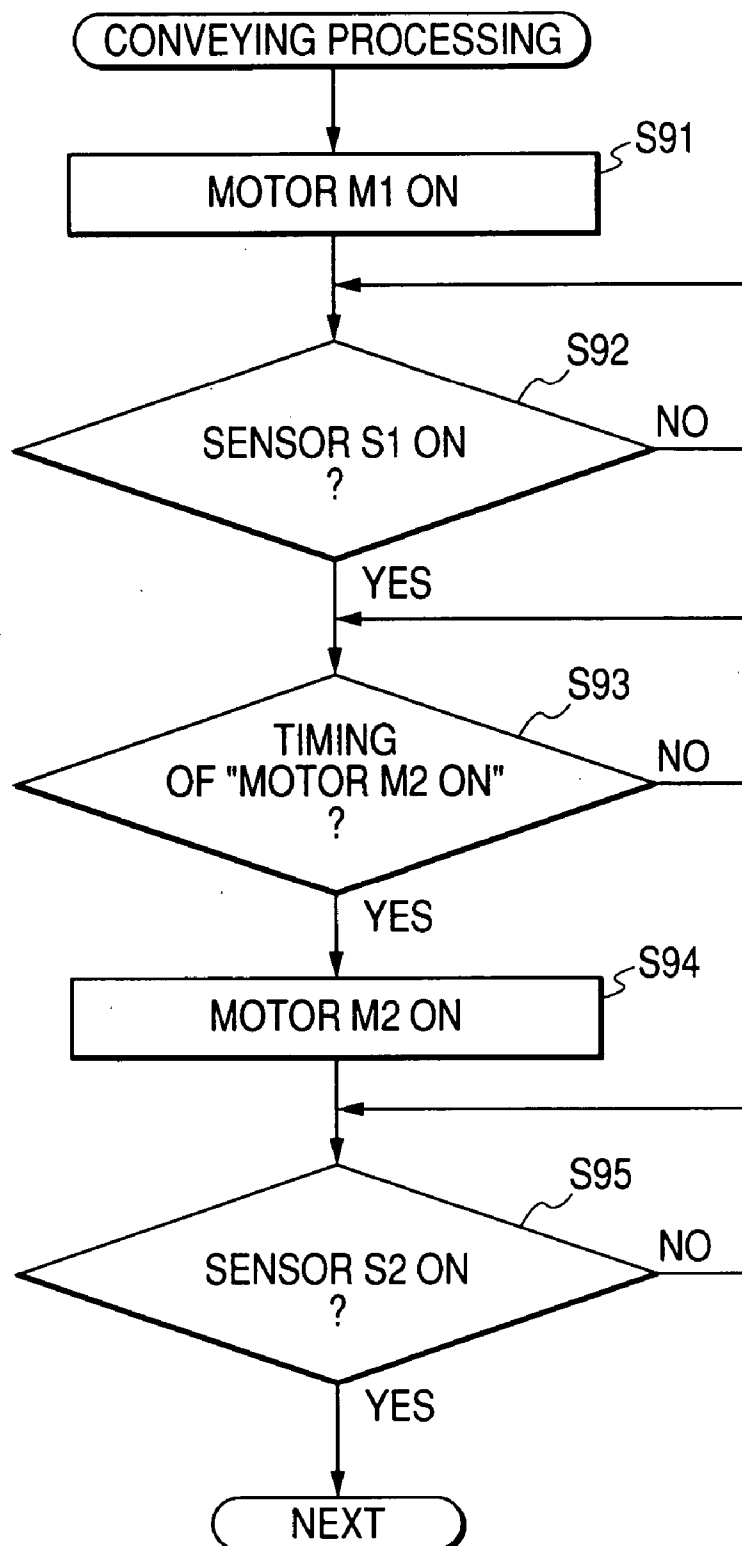 CONVEYING PROCESSING
S91
MOTOR M1 ON
S92
SENSOR S1 ON
?
NO
YES
S93
TIMING
OF "MOTOR M2 ON"
?
NO
YES
S94
MOTOR M2 ON
S95
SENSOR S2 ON
?
NO
YES
NEXT